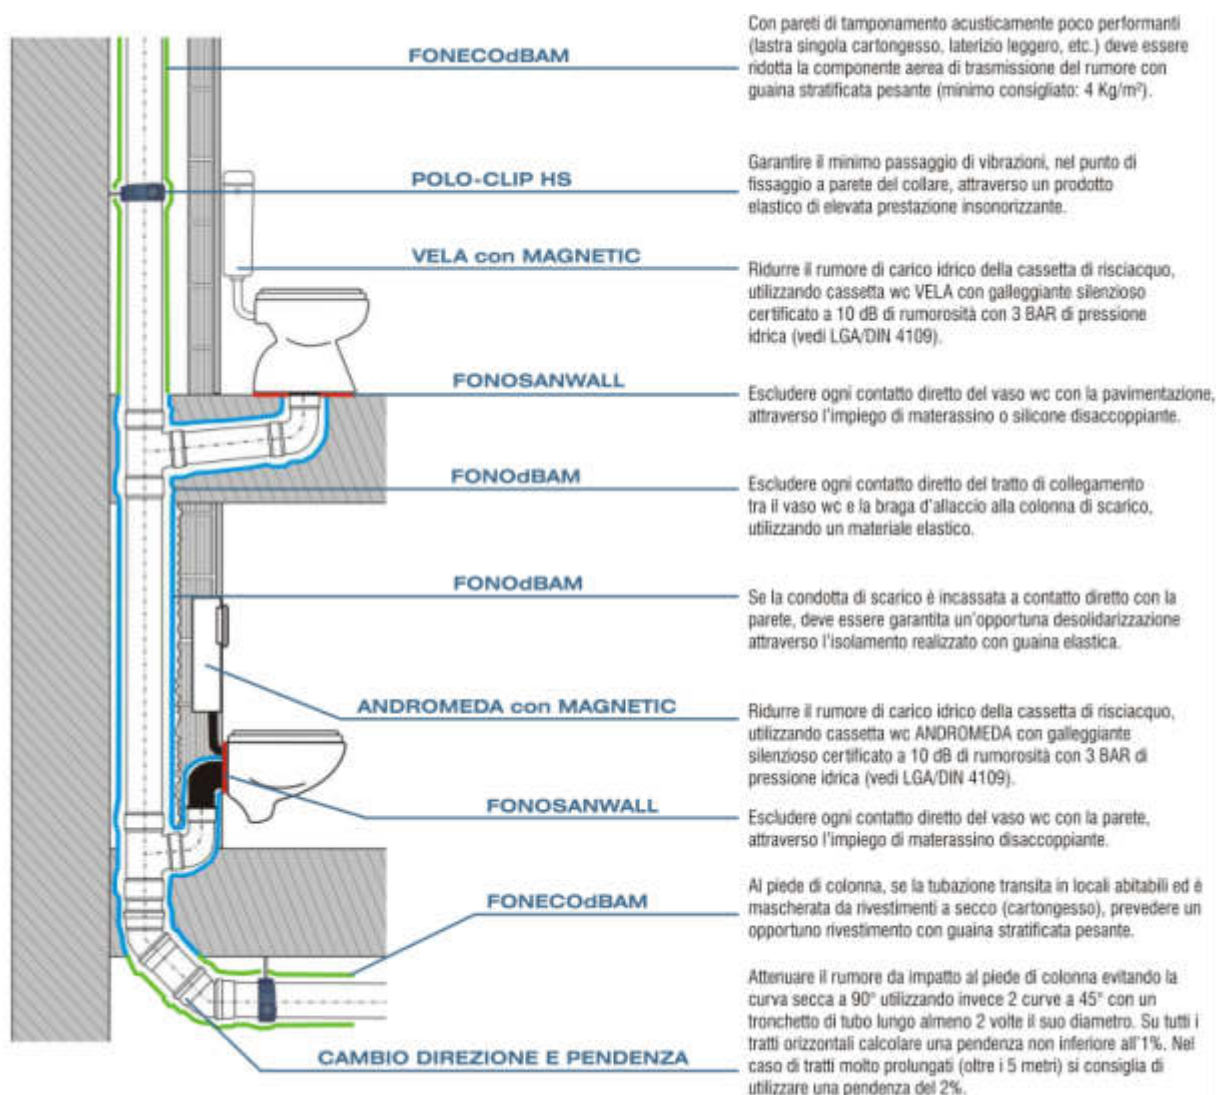 FONECOdBAM
Con pareti di tamponamento acusticamente poco performanti
(lastra singola cartongesso, laterizio leggero, etc.) deve essere
ridotta la componente aerea di trasmissione del rumore con
guaina stratificata pesante (minimo consigliato: 4 Kg/m²).
POLO-CLIP HS
Garantire il minimo passaggio di vibrazioni, nel punto di
fissaggio a parete del collare, attraverso un prodotto
elastico di elevata prestazione insonorizzante.
VELA con MAGNETIC
Ridurre il rumore di carico idrico della cassetta di risciacquo,
utilizzando cassetta wc VELA con galleggiante silenzioso
certificato a 10 dB di rumorosità con 3 BAR di pressione
idrica (vedi LGA/DIN 4109).
FONOSANWALL
Escludere ogni contatto diretto del vaso wc con la pavimentazione,
attraverso l'impiego di materassino o silicone disaccoppiante.
FONOdBAM
Escludere ogni contatto diretto del tratto di collegamento
tra il vaso wc e la braga d'allaccio alla colonna di scarico,
utilizzando un materiale elastico.
FONOdBAM
Se la condotta di scarico è incassata a contatto diretto con la
parete, deve essere garantita un'opportuna desolidarizzazione
attraverso l'isolamento realizzato con guaina elastica.
ANDROMEDA con MAGNETIC
Ridurre il rumore di carico idrico della cassetta di risciacquo,
utilizzando cassetta wc ANDROMEDA con galleggiante
silenzioso certificato a 10 dB di rumorosità con 3 BAR di
pressione idrica (vedi LGA/DIN 4109).
FONOSANWALL
Escludere ogni contatto diretto del vaso wc con la parete,
attraverso l'impiego di materassino disaccoppiante.
FONECOdBAM
Al piede di colonna, se la tubazione transita in locali abitabili ed è
mascherata da rivestimenti a secco (cartongesso), prevedere un
opportuno rivestimento con guaina stratificata pesante.
CAMBIO DIREZIONE E PENDENZA
Attenuare il rumore da impatto al piede di colonna evitando la
curva secca a 90° utilizzando invece 2 curve a 45° con un
tronchetto di tubo lungo almeno 2 volte il suo diametro. Su tutti i
tratti orizzontali calcolare una pendenza non inferiore all'1%. Nel
caso di tratti molto prolungati (oltre i 5 metri) si consiglia di
utilizzare una pendenza del 2%.